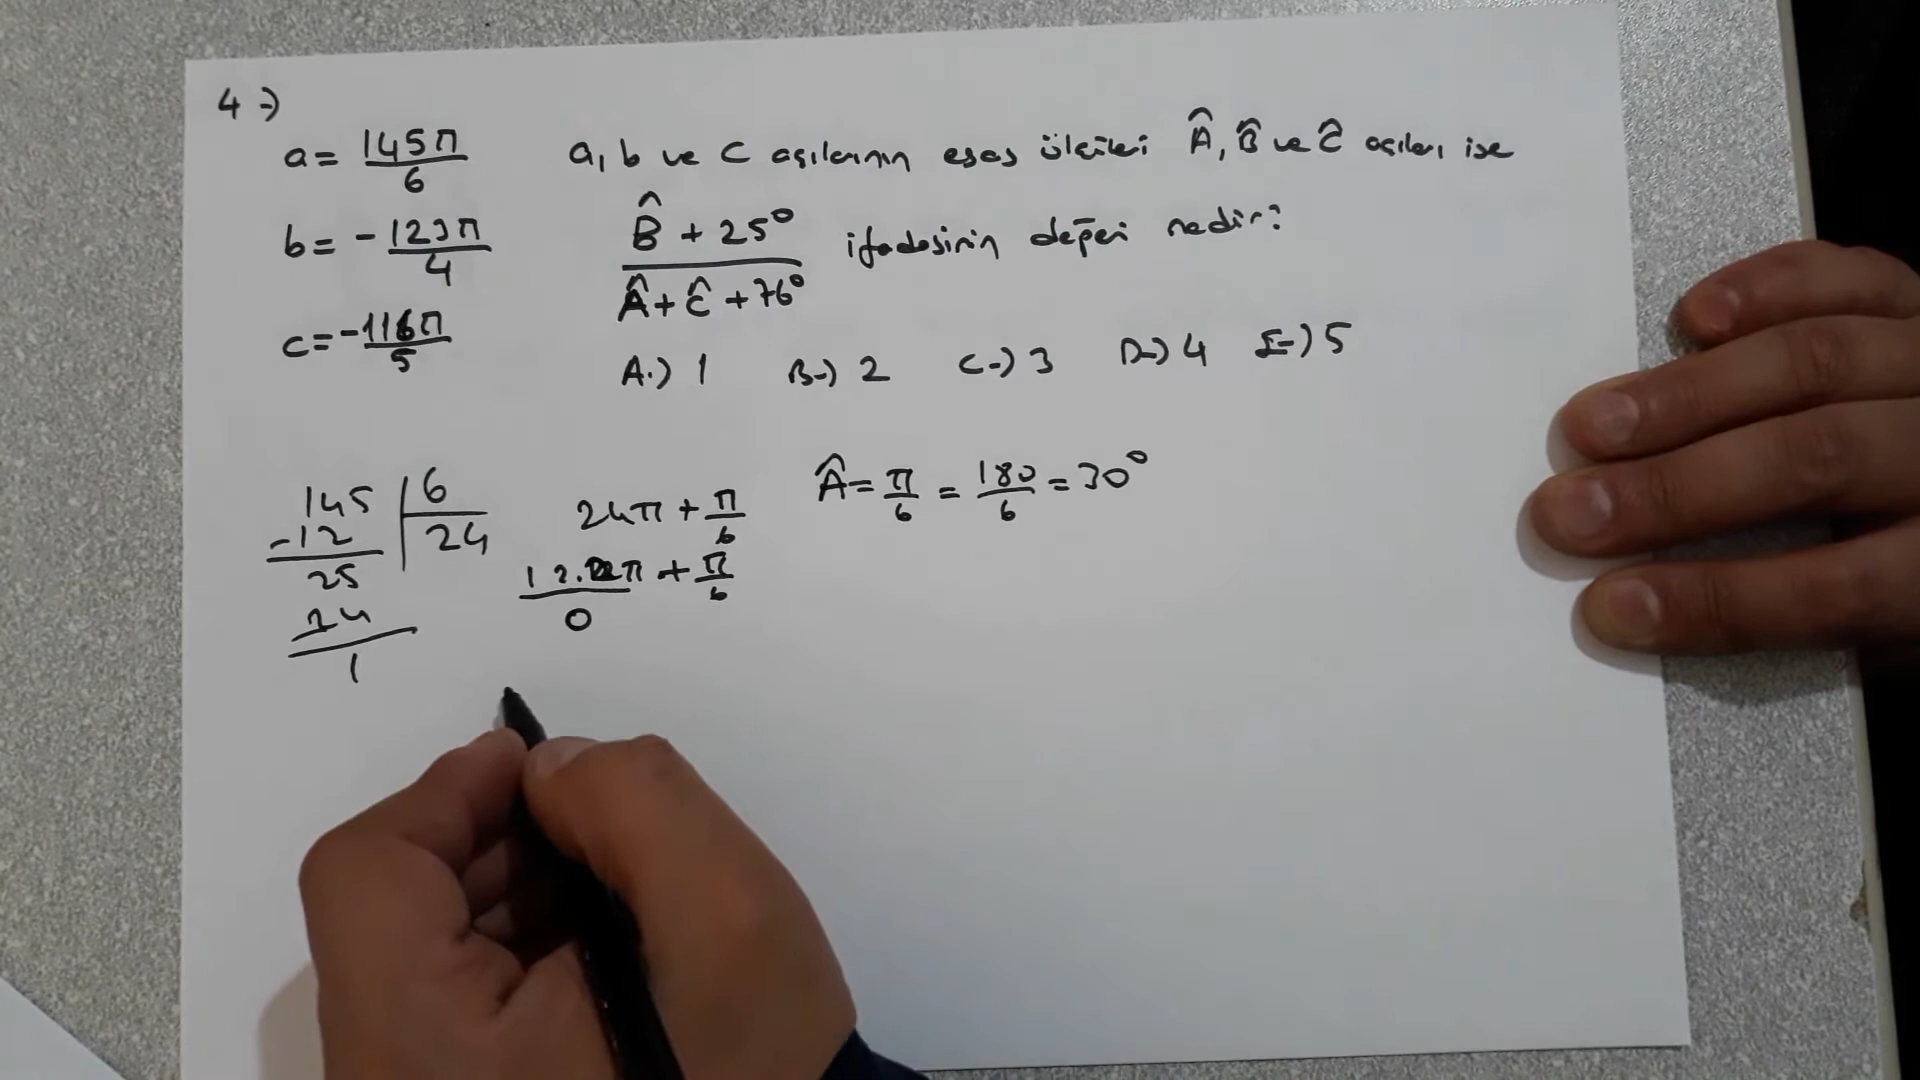 4-)
a = 145π/6
a, b ve c açılarının esas ölçüleri Â, B̂ ve Ĉ açıları ise
b = -123π/4
B̂ + 25° / Â + Ĉ + 76° ifadesinin değeri nedir?
c = -116π/5
A-) 1 B-) 2 C-) 3 D-) 4 E-) 5
145 | 6
-12 | 24
25
24
1
24π + π/6
12.2π + π/6
0
Â = π/6 = 180/6 = 30°